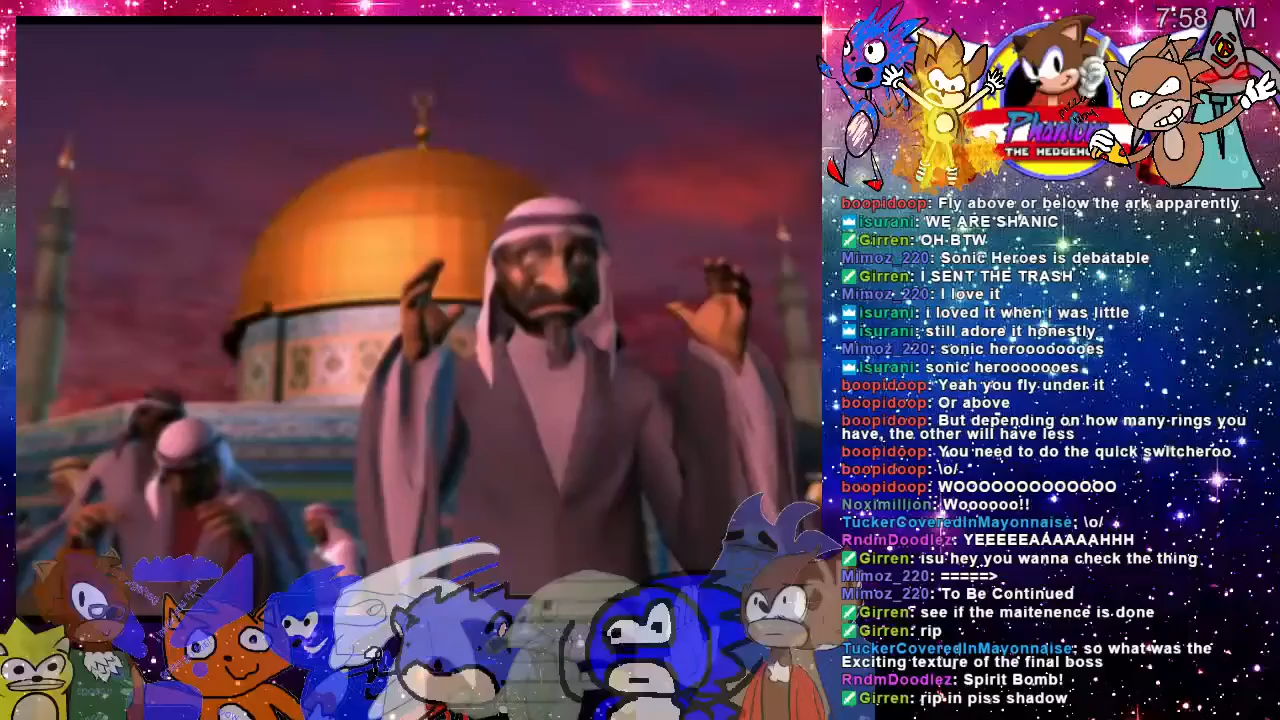 7:58 M
Phantom
THE HEDGEHO
boopidoop: Fly above or below the ark apparently
isurani: WE ARE SHANIC
Girren: OH BTW
Mimoz_220: Sonic Heroes is debatable
Girren: I SENT THE TRASH
Mimoz_220: I love it
isurani: i loved it when i was little
isurani: still adore it honestly
Mimoz_220: sonic heroooooooes
isurani: sonic heroooooooes
boopidoop: Yeah you fly under it
boopidoop: Or above
boopidoop: But depending on how many rings you
have, the other will have less
boopidoop: You need to do the quick switcheroo
boopidoop: \o/
boopidoop: WOOOOOOOOOOOOO
Noximillion: Woooooo!!
TuckerCoveredInMayonnaise: \o/
RndmDoodlez: YEEEEEAAAAAAHHH
Girren: isu hey you wanna check the thing
Mimoz_220: =====>
Mimoz_220: To Be Continued
Girren: see if the maitenence is done
Girren: rip
TuckerCoveredInMayonnaise: so what was the
Exciting texture of the final boss
RndmDoodlez: Spirit Bomb!
Girren: rip in piss shadow